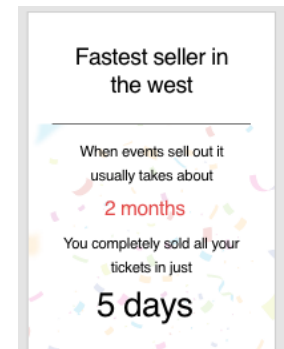 Fastest seller in
the west
When events sell out it
usually takes about
2 months
You completely sold all your
tickets in just
5 days